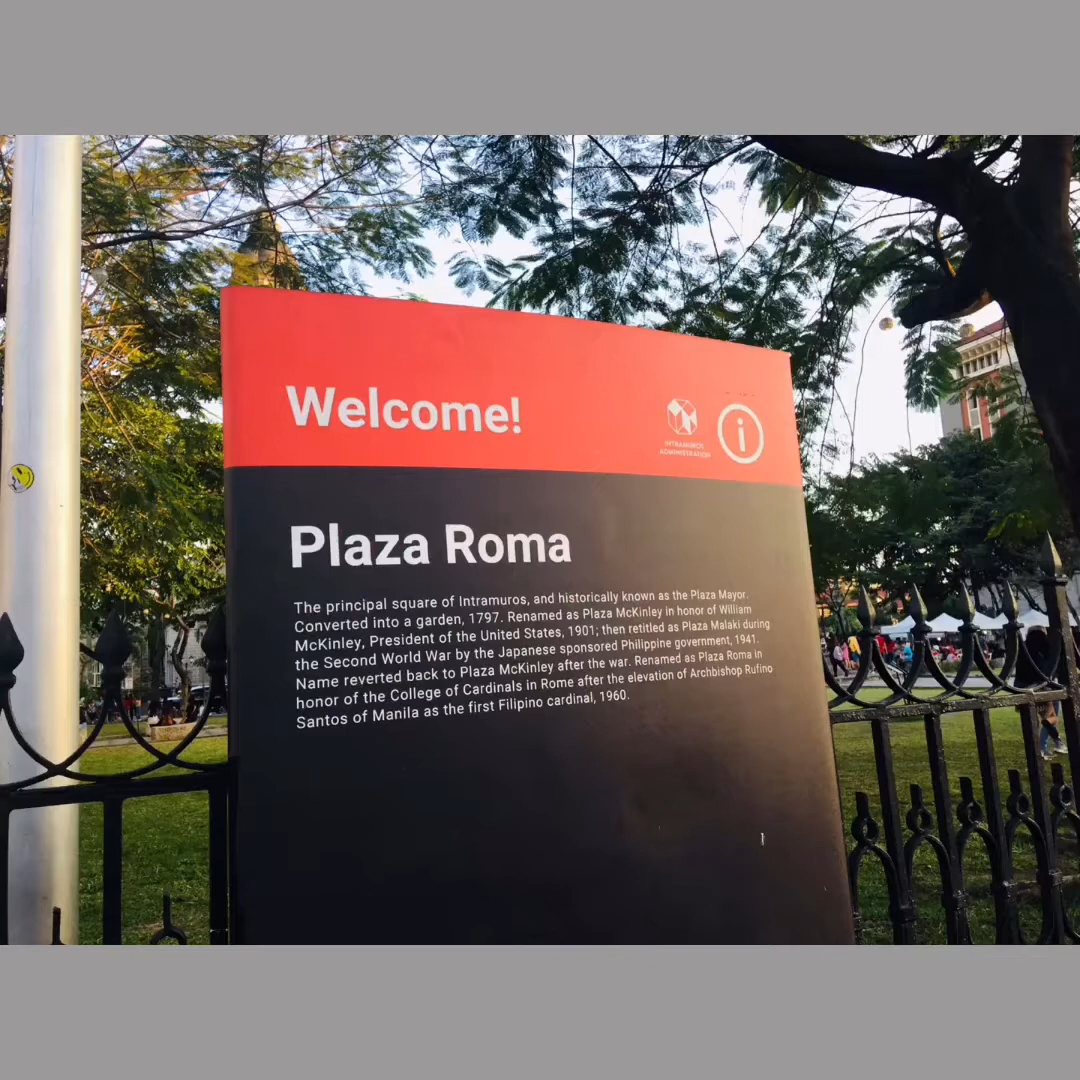 Welcome!
INTRAMUROS
ADMINISTRATION
i
Plaza Roma
The principal square of Intramuros, and historically known as the Plaza Mayor.
Converted into a garden, 1797. Renamed as Plaza McKinley in honor of William
McKinley, President of the United States, 1901; then retitled as Plaza Malaki during
the Second World War by the Japanese sponsored Philippine government, 1941.
Name reverted back to Plaza McKinley after the war. Renamed as Plaza Roma in
honor of the College of Cardinals in Rome after the elevation of Archbishop Rufino
Santos of Manila as the first Filipino cardinal, 1960.